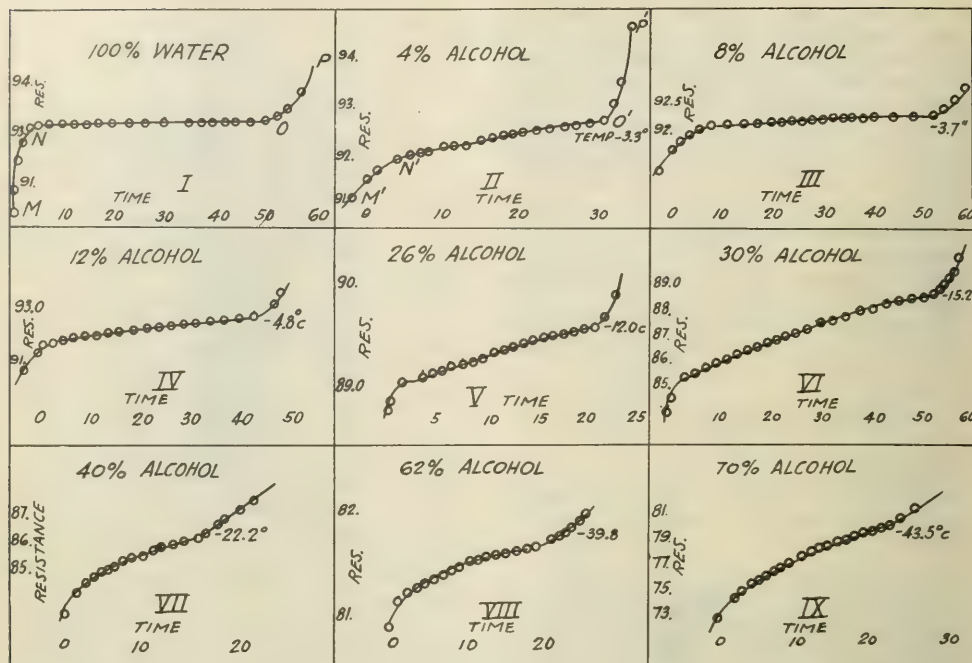 100% WATER
P
94.
RES.
93.
N
O
91.
M
I
TIME
10 20 30 40 50 60
4% ALCOHOL
P'
94.
93.
RES.
O'
TEMP-3.3°
92.
N'
91.
M'
II
TIME
0 10 20 30
8% ALCOHOL
92.5
RES.
92.
-3.7°
III
TIME
0 10 20 30 40 50 60
12% ALCOHOL
93.0
RES.
-4.8°C
91.
IV
TIME
0 10 20 30 40 50
26% ALCOHOL
90.
RES.
-12.0C
89.0
V TIME
5 10 15 20 25
30% ALCOHOL
89.0
88.
-15.2
87.
RES.
86.
85.
VI
TIME
0 10 20 30 40 50 60
40% ALCOHOL
RESISTANCE
87.
86.
-22.2°
85.
VII
TIME
0 10 20
62% ALCOHOL
82.
-39.8
RES.
81.
VIII
TIME
0 10 20
70% ALCOHOL
81.
79.
-43.5°C
77.
RES.
75.
73.
IX
TIME
0 10 20 30